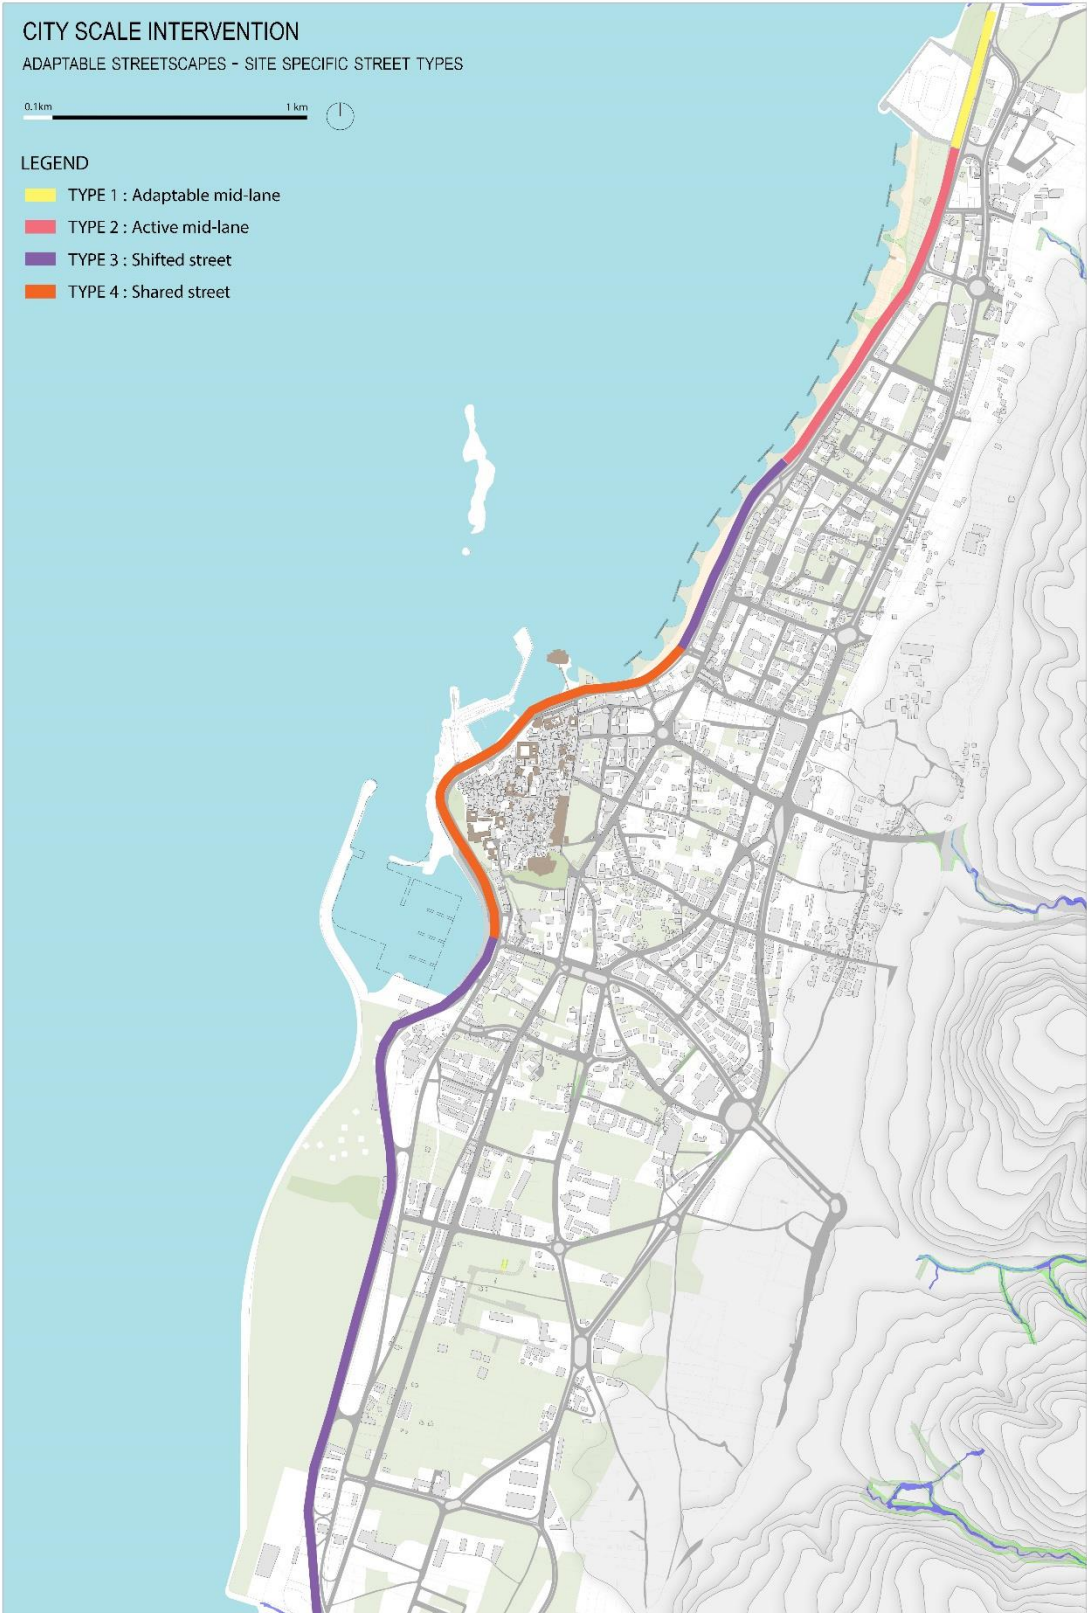 CITY SCALE INTERVENTION
ADAPTABLE STREETSCAPES - SITE SPECIFIC STREET TYPES
0.1km 1 km
LEGEND
TYPE 1 : Adaptable mid-lane
TYPE 2 : Active mid-lane
TYPE 3 : Shifted street
TYPE 4 : Shared street